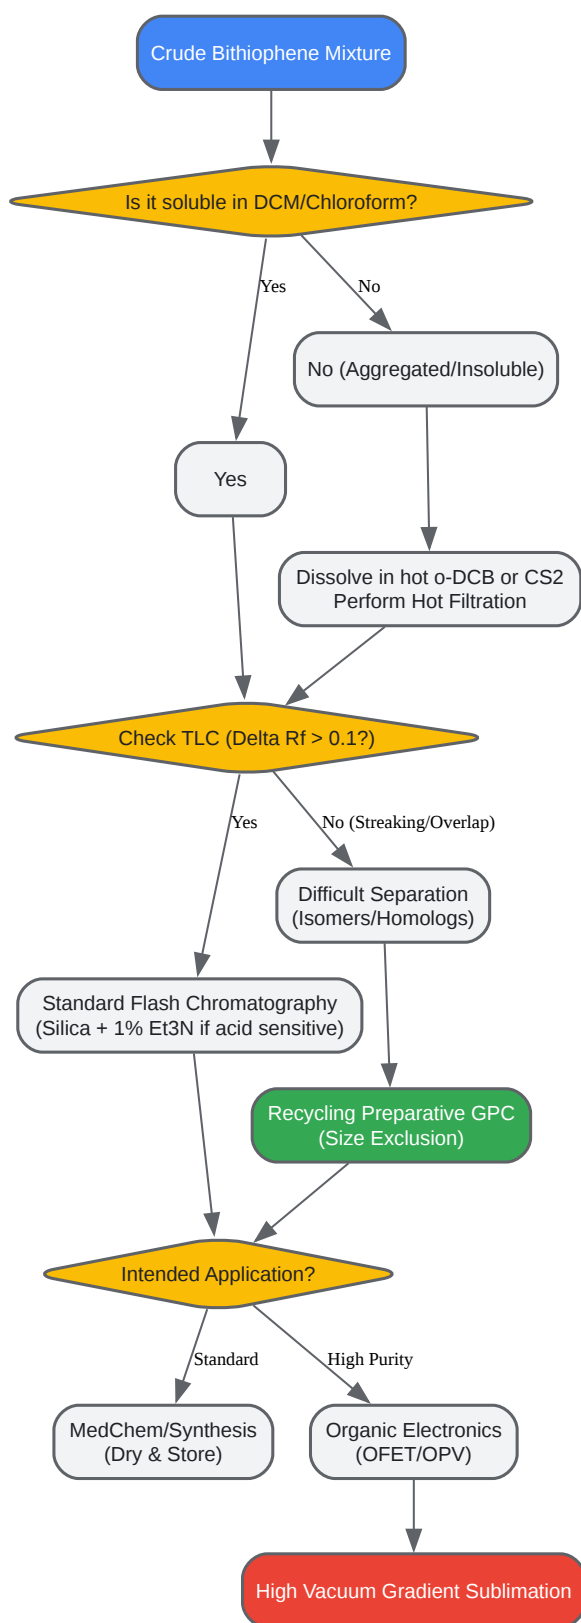 Crude Bithiophene Mixture
Is it soluble in DCM/Chloroform?
Yes
No
No (Aggregated/Insoluble)
Yes
Dissolve in hot o-DCB or CS2
Perform Hot Filtration
Check TLC (Delta Rf > 0.1?)
Yes
No (Streaking/Overlap)
Difficult Separation
(Isomers/Homologs)
Standard Flash Chromatography
(Silica + 1% Et3N if acid sensitive)
Recycling Preparative GPC
(Size Exclusion)
Intended Application?
Standard
High Purity
MedChem/Synthesis
(Dry & Store)
Organic Electronics
(OFET/OPV)
High Vacuum Gradient Sublimation